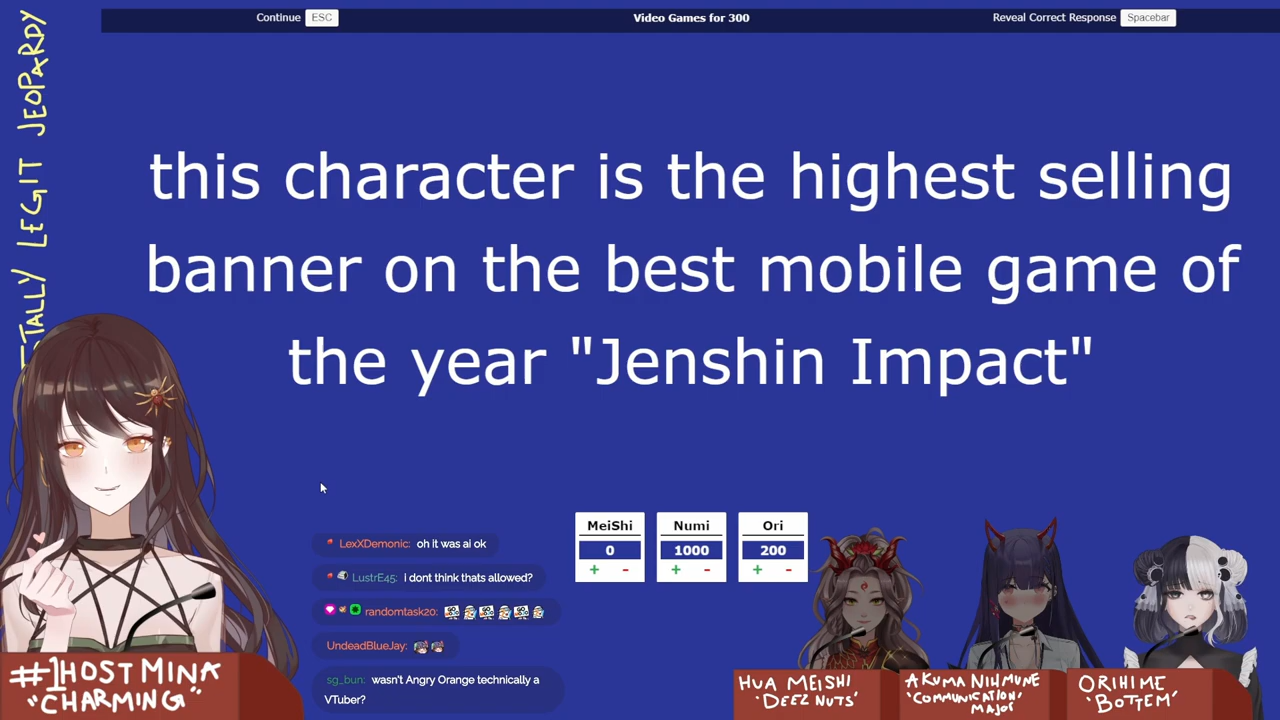 Continue ESC
Video Games for 300
Reveal Correct Response Spacebar
TOTALLY LEGIT JEOPARDY
this character is the highest selling
banner on the best mobile game of
the year "Jenshin Impact"
LexXDemonic: oh it was ai ok
LustrE45: i dont think thats allowed?
randomtask20:
UndeadBlueJay:
sg_bun: wasn't Angry Orange technically a
VTuber?
MeiShi
0
+ -
Numi
1000
+ -
Ori
200
+ -
#1 HOST MINA
"CHARMING"
HUA MEISHI
'DEEZ NUTS'
AKUMA NIHMUNE
'COMMUNICATION'
MAJOR
ORIHIME
'BOTTEM'